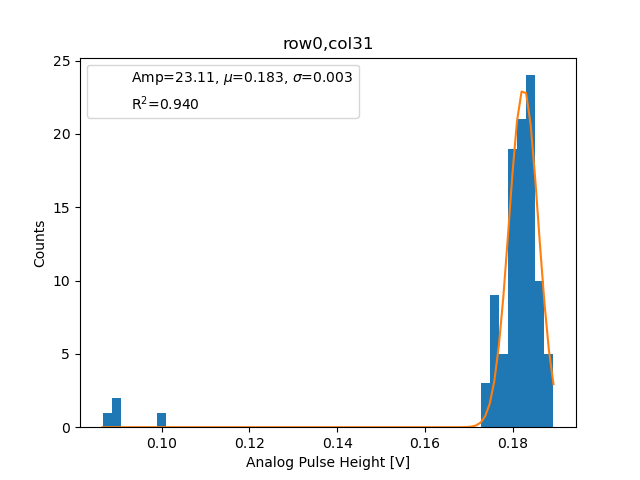 row0,col31
Amp=23.11, μ=0.183, σ=0.003
R²=0.940
25
20
15
10
5
0
Counts
0.10 0.12 0.14 0.16 0.18
Analog Pulse Height [V]